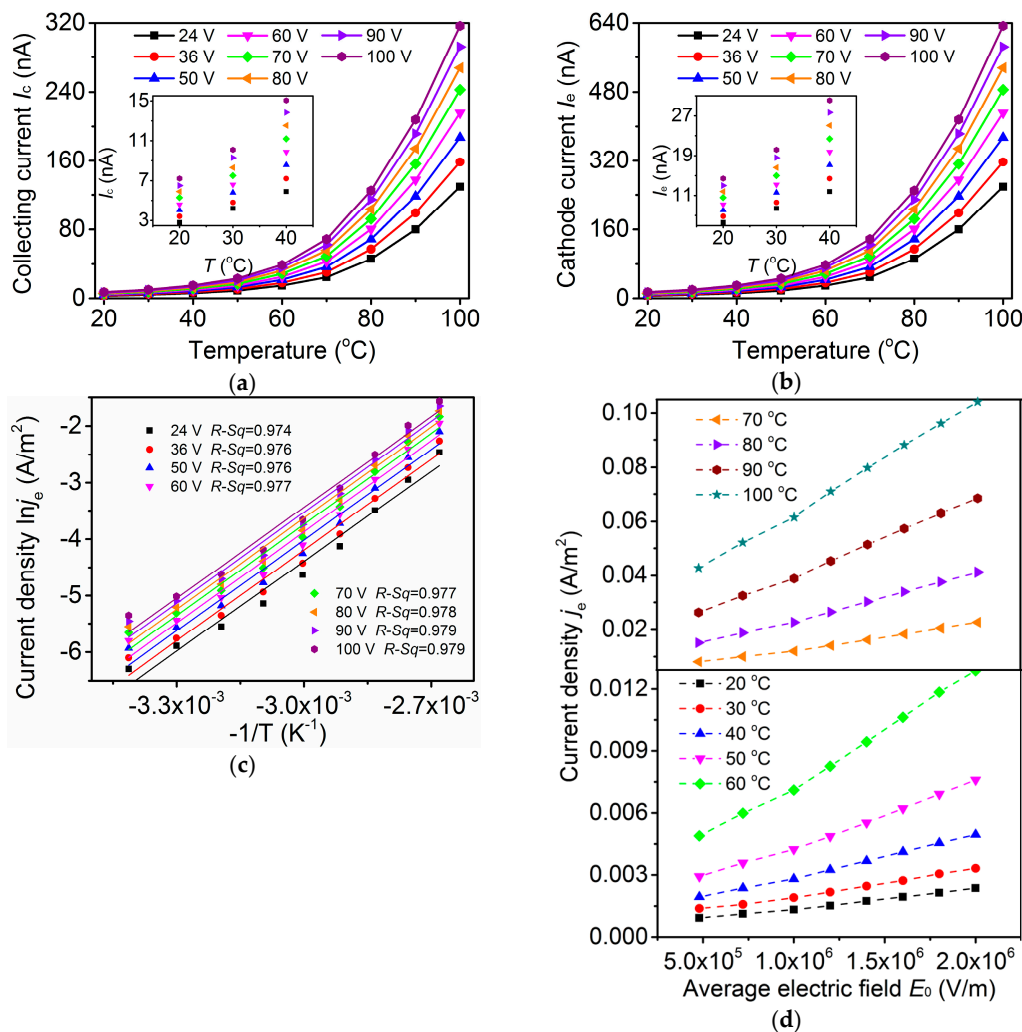 320
240
160
80
0
Collecting current Ic (nA)
24 V 60 V 90 V
36 V 70 V 100 V
50 V 80 V
15
11
7
3
Ic (nA)
20 30 40
T (°C)
20 40 60 80 100
Temperature (°C)
(a)
640
480
320
160
0
Cathode current Ie (nA)
24 V 60 V 90 V
36 V 70 V 100 V
50 V 80 V
27
19
11
Ie (nA)
20 30 40
T (°C)
20 40 60 80 100
Temperature (°C)
(b)
-2
-3
-4
-5
-6
Current density lnje (A/m²)
24 V R-Sq=0.974
36 V R-Sq=0.976
50 V R-Sq=0.976
60 V R-Sq=0.977
70 V R-Sq=0.977
80 V R-Sq=0.978
90 V R-Sq=0.979
100 V R-Sq=0.979
-3.3x10⁻³ -3.0x10⁻³ -2.7x10⁻³
-1/T (K⁻¹)
(c)
0.10
0.08
0.06
0.04
0.02
70 °C
80 °C
90 °C
100 °C
Current density je (A/m²)
0.012
0.009
0.006
0.003
0.000
20 °C
30 °C
40 °C
50 °C
60 °C
5.0x10⁵ 1.0x10⁶ 1.5x10⁶ 2.0x10⁶
Average electric field E₀ (V/m)
(d)